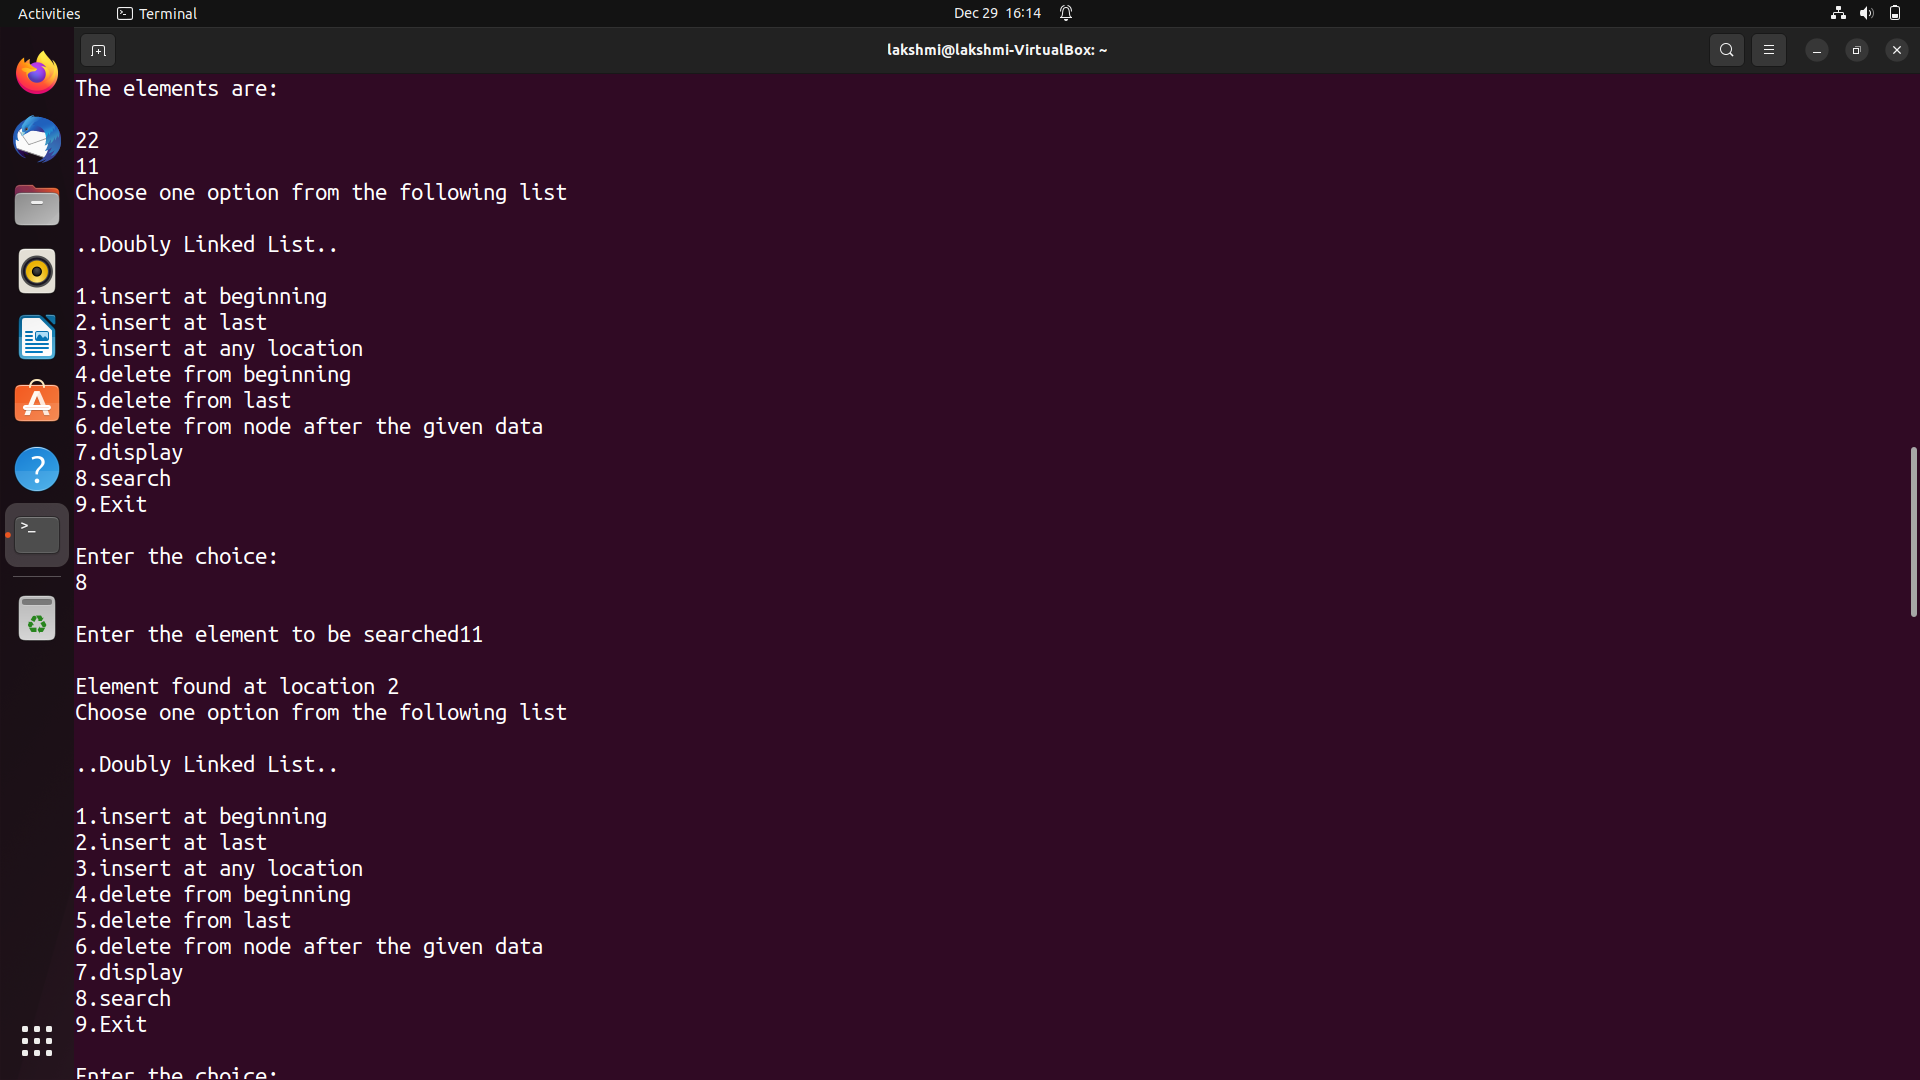 Activities
Terminal
Dec 29 16:14
lakshmi@lakshmi-VirtualBox: ~
The elements are:
22
11
Choose one option from the following list
..Doubly Linked List..
1.insert at beginning
2.insert at last
3.insert at any location
4.delete from beginning
5.delete from last
6.delete from node after the given data
7.display
8.search
9.Exit
Enter the choice:
8
Enter the element to be searched11
Element found at location 2
Choose one option from the following list
..Doubly Linked List..
1.insert at beginning
2.insert at last
3.insert at any location
4.delete from beginning
5.delete from last
6.delete from node after the given data
7.display
8.search
9.Exit
Enter the choice: